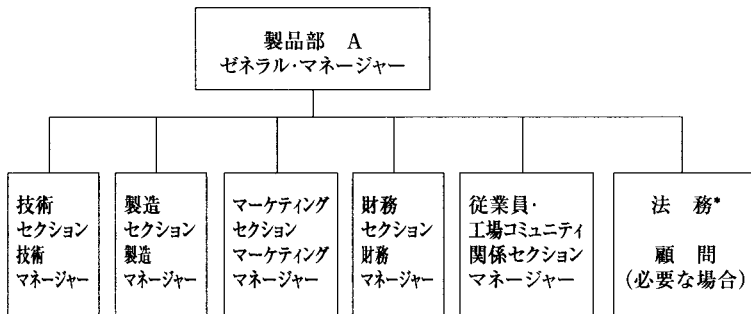 製品部 A
ゼネラル・マネージャー
技術
セクション
技術
マネージャー
製造
セクション
製造
マネージャー
マーケティング
セクション
マーケティング
マネージャー
財務
セクション
財務
マネージャー
従業員・
工場コミュニティ
関係セクション
マネージャー
法 務*
顧 問
(必要な場合)